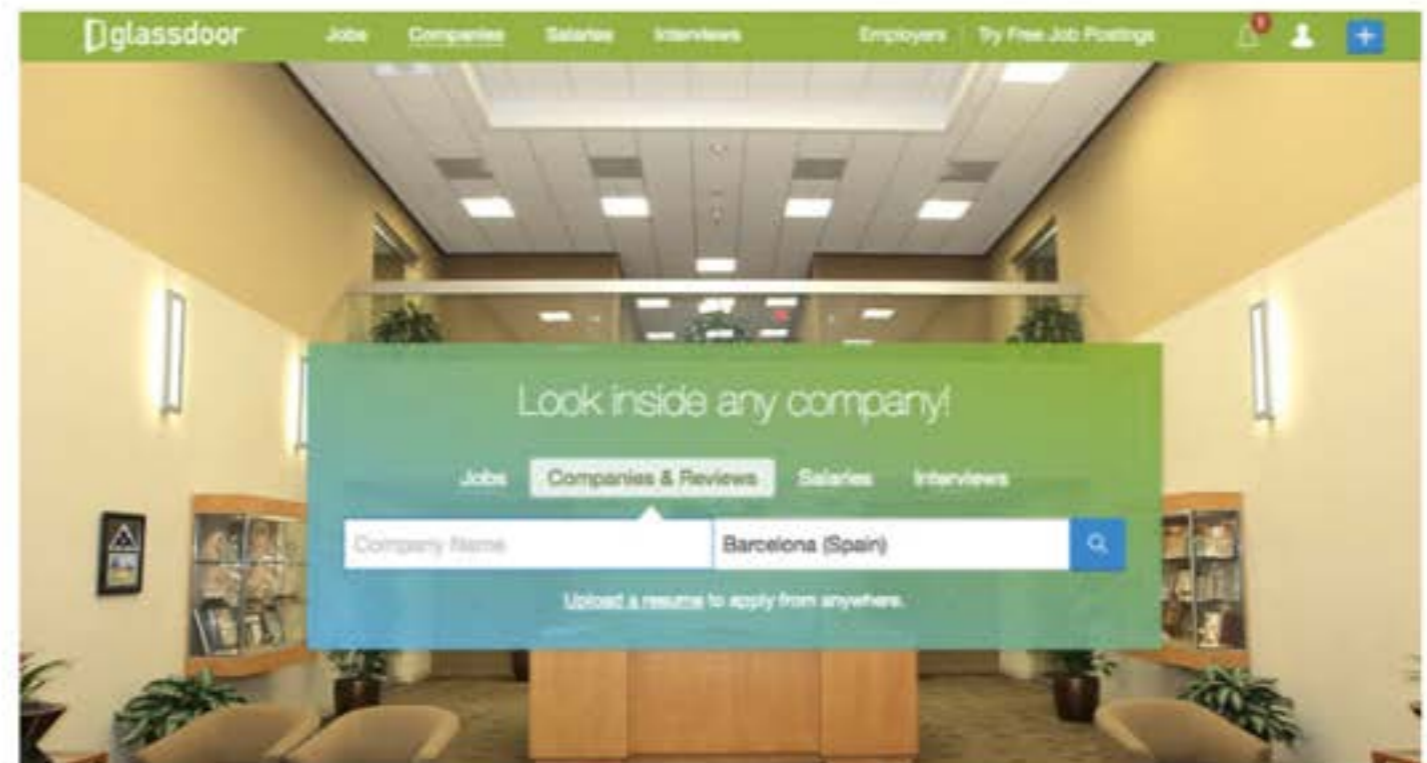 glassdoor Jobs Companies Salaries Interviews Employers Try Free Job Postings
Look inside any company!
Jobs Companies & Reviews Salaries Interviews
Company Name Barcelona (Spain)
Upload a resume to apply from anywhere.